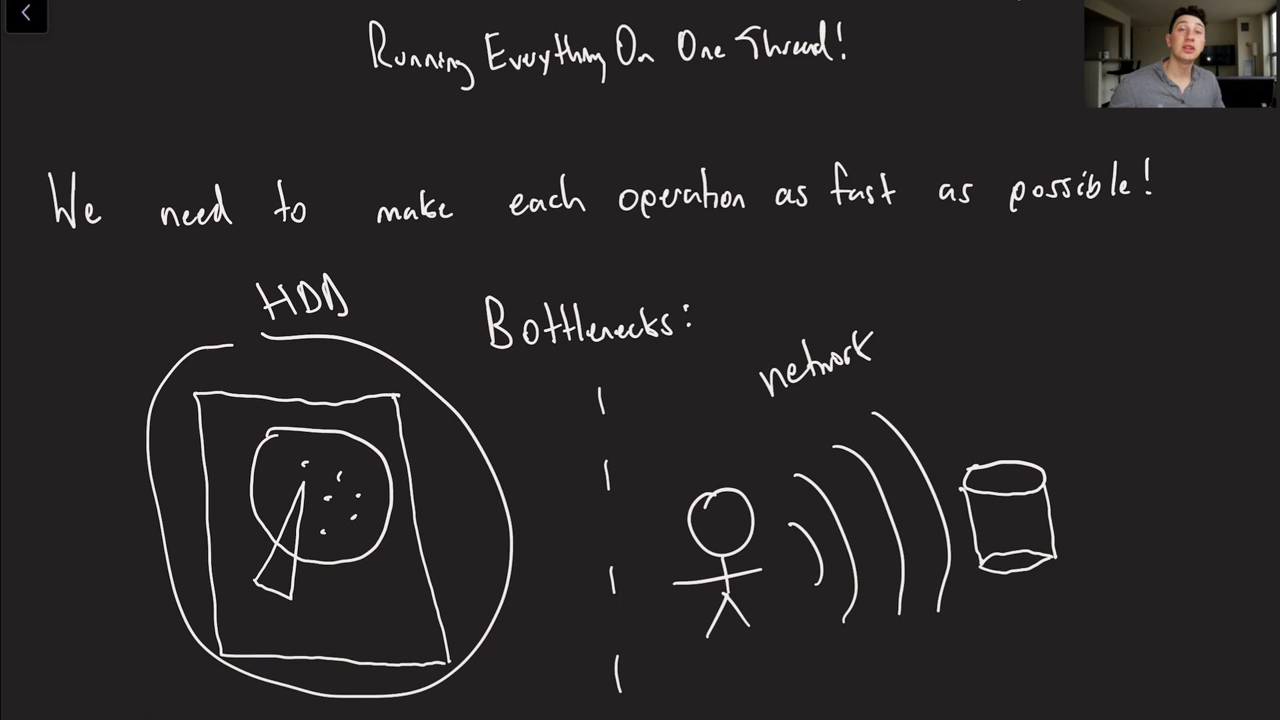 Running Everything On One Thread!
We need to make each operation as fast as possible!
HDD
Bottlenecks:
network